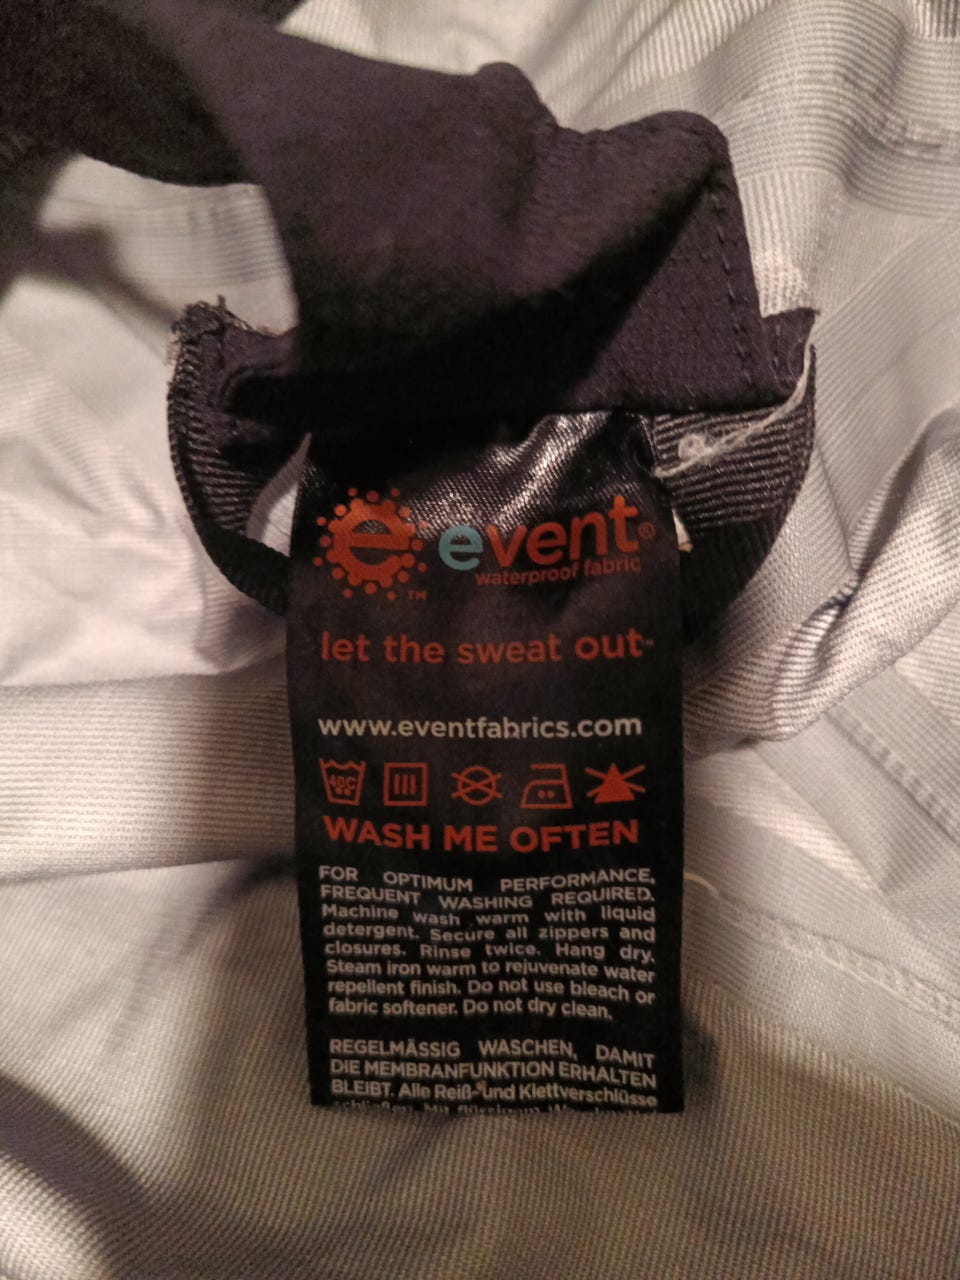 e event®
TM waterproof fabric
let the sweat out™
www.eventfabrics.com
40C
WASH ME OFTEN
FOR OPTIMUM PERFORMANCE,
FREQUENT WASHING REQUIRED.
Machine wash warm with liquid
detergent. Secure all zippers and
closures. Rinse twice. Hang dry.
Steam iron warm to rejuvenate water
repellent finish. Do not use bleach or
fabric softener. Do not dry clean.
REGELMÄSSIG WASCHEN, DAMIT
DIE MEMBRANFUNKTION ERHALTEN
BLEIBT. Alle Reiß- und Klettverschlüsse